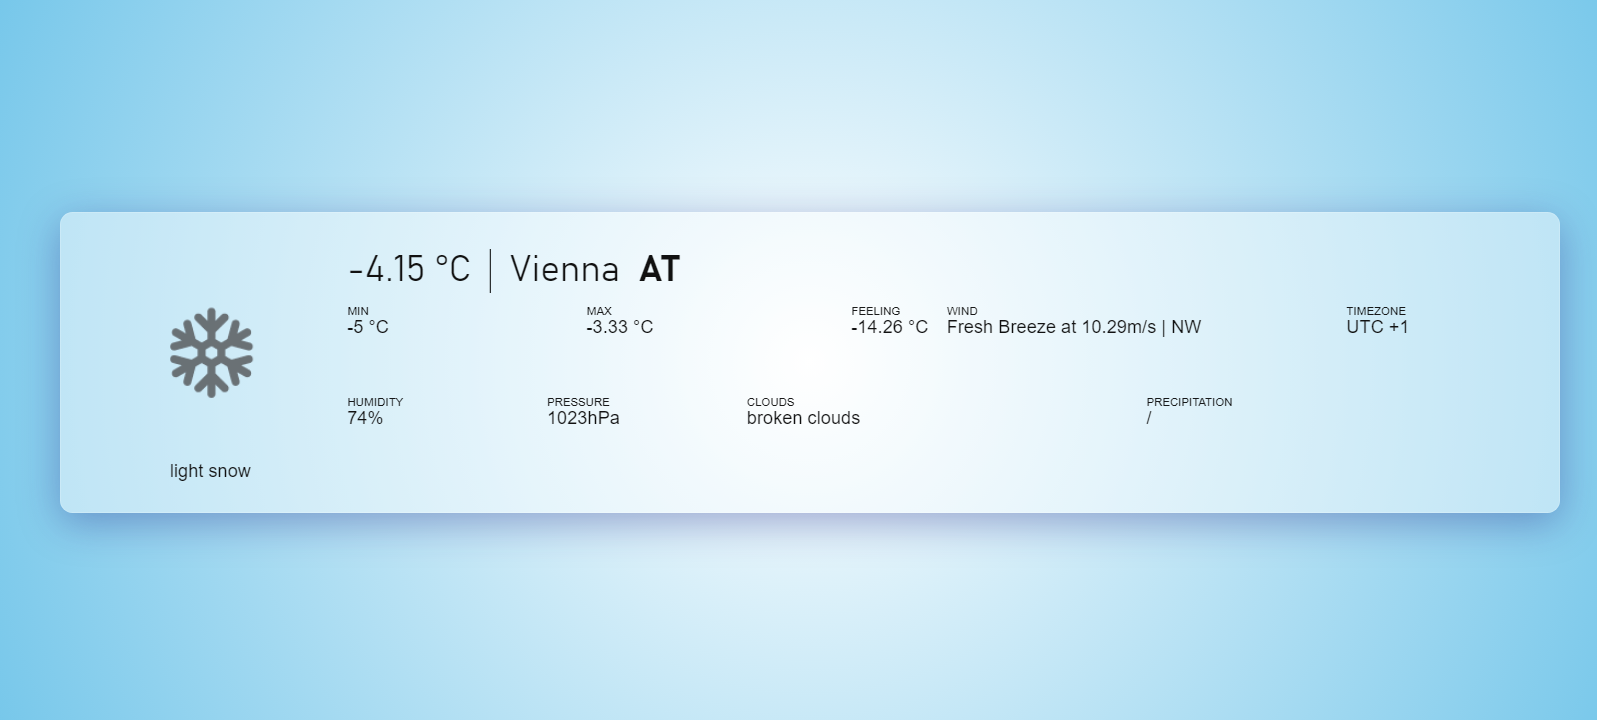 -4.15 °C | Vienna AT
MIN MAX FEELING WIND TIMEZONE
-5 °C -3.33 °C -14.26 °C Fresh Breeze at 10.29m/s | NW UTC +1
HUMIDITY PRESSURE CLOUDS PRECIPITATION
74% 1023hPa broken clouds /
light snow